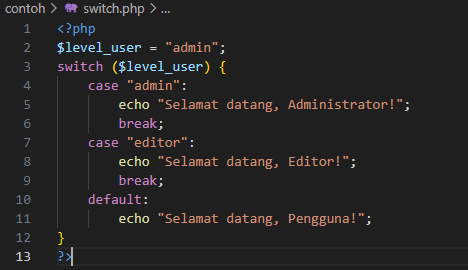 contoh > switch.php > ...
1 <?php
2 $level_user = "admin";
3 switch ($level_user) {
4     case "admin":
5         echo "Selamat datang, Administrator!";
6         break;
7     case "editor":
8         echo "Selamat datang, Editor!";
9         break;
10     default:
11         echo "Selamat datang, Pengguna!";
12 }
13 ?>